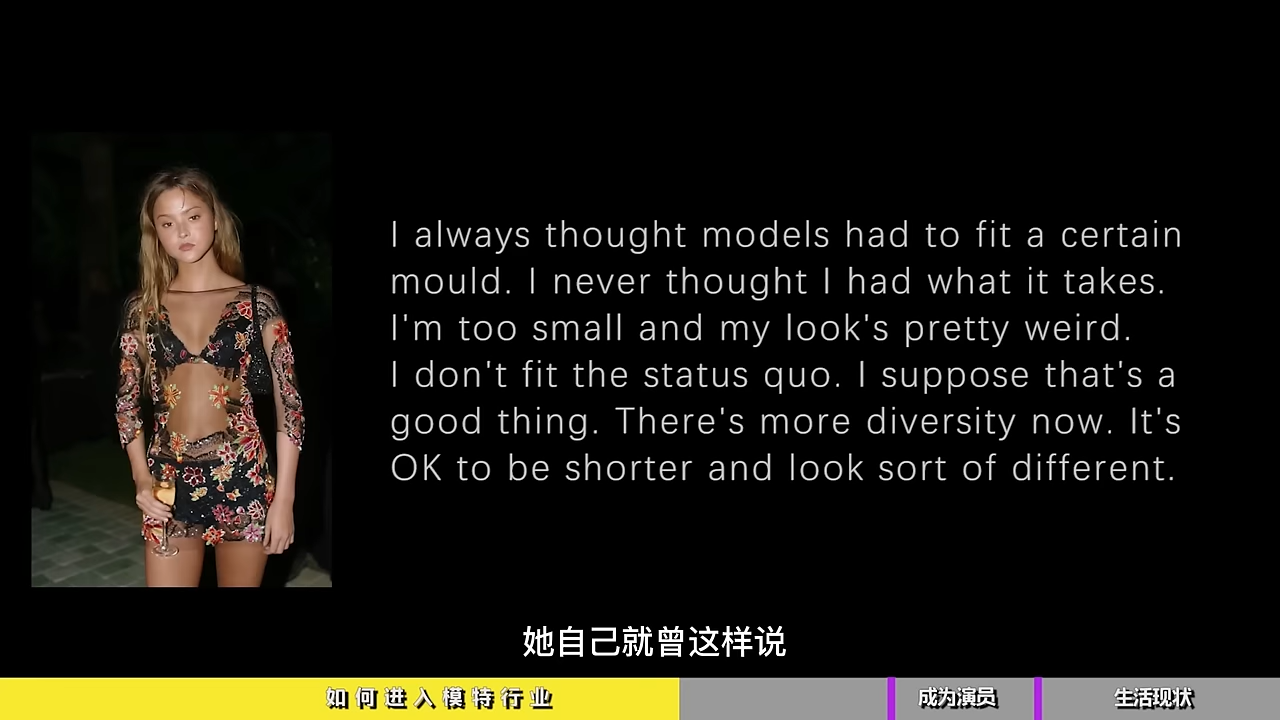 I always thought models had to fit a certain
mould. I never thought I had what it takes.
I'm too small and my look's pretty weird.
I don't fit the status quo. I suppose that's a
good thing. There's more diversity now. It's
OK to be shorter and look sort of different.
她自己就曾这样说
如何进入模特行业
成为演员
生活现状